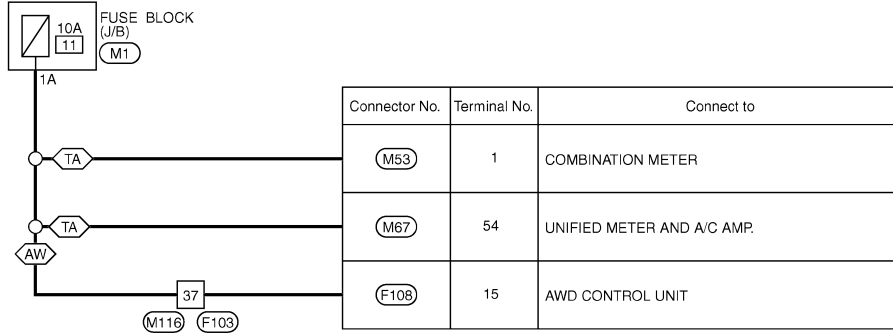 FUSE BLOCK
(J/B)
10A
11
M1
1A
Connector No. Terminal No. Connect to
TA M53 1 COMBINATION METER
TA M67 54 UNIFIED METER AND A/C AMP.
AW
37 F108 15 AWD CONTROL UNIT
M116 F103